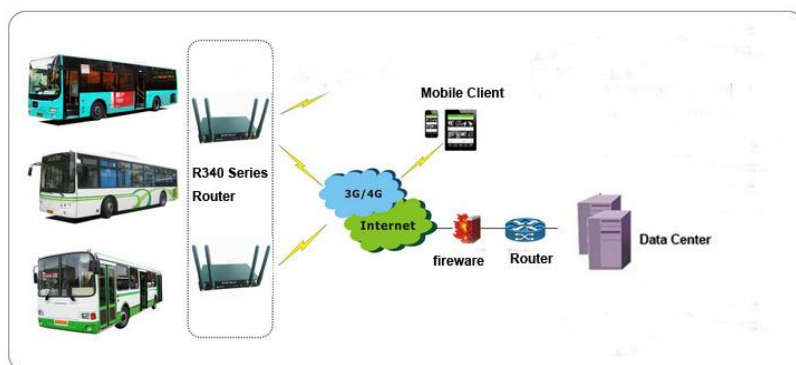 Mobile Client
R340 Series
Router
3G/4G
Internet
fireware
Router
Data Center